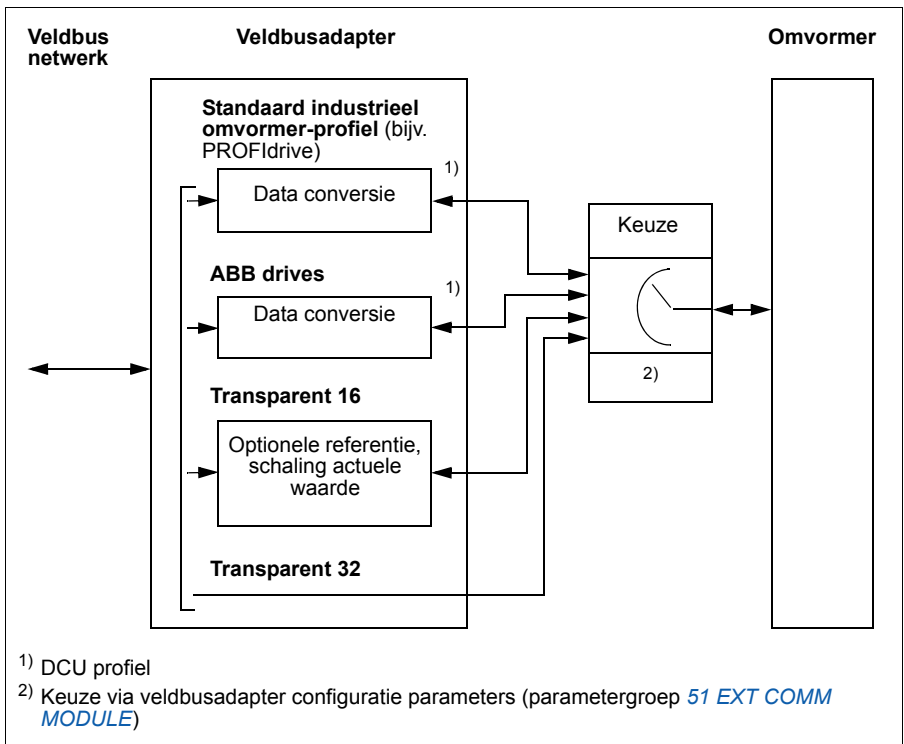 Veldbus
netwerk
Veldbusadapter
Omvormer
Standaard industrieel
omvormer-profiel (bijv.
PROFIdrive)
1)
Data conversie
Keuze
ABB drives
1)
Data conversie
2)
Transparent 16
Optionele referentie,
schaling actuele
waarde
Transparent 32
1) DCU profiel
2) Keuze via veldbusadapter configuratie parameters (parametergroep 51 EXT COMM
MODULE)